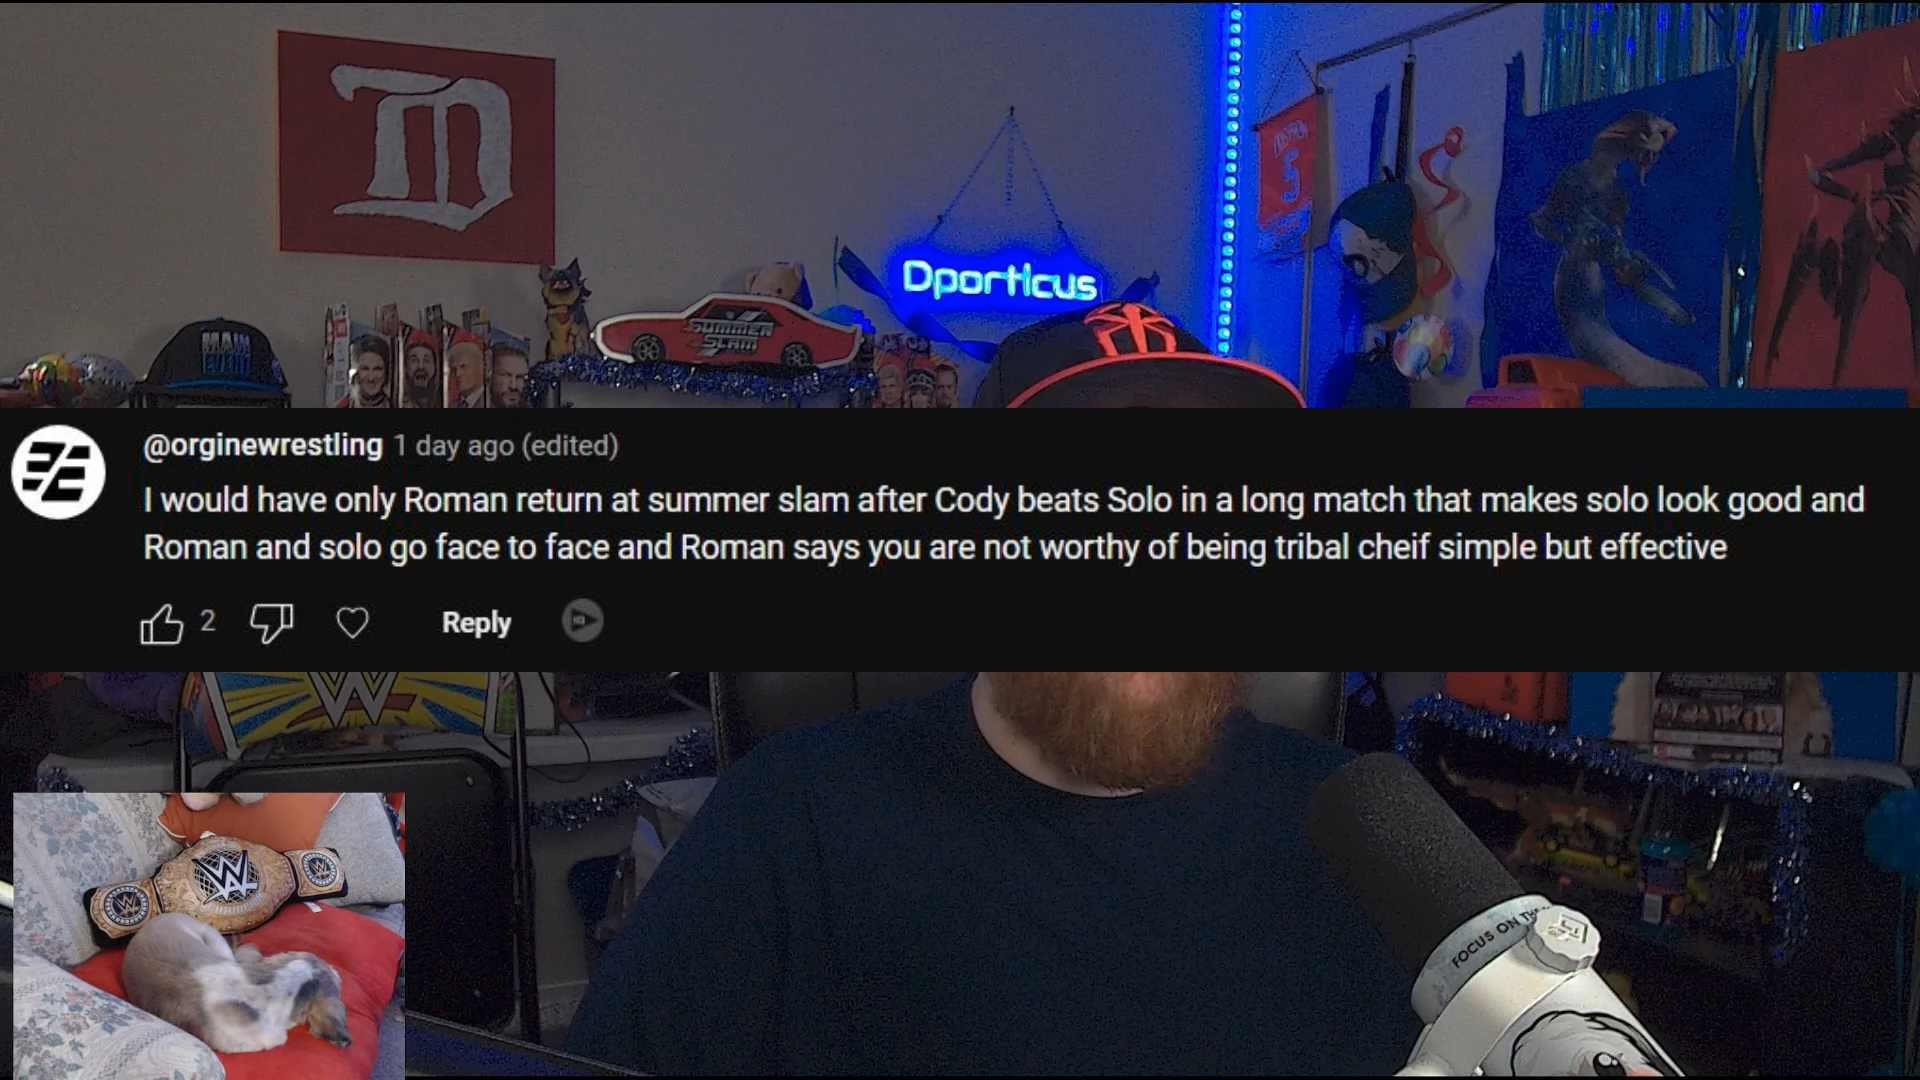 Dporticus
MAIN
EVENT
SUMMER
SLAM
5
@orginewrestling 1 day ago (edited)
I would have only Roman return at summer slam after Cody beats Solo in a long match that makes solo look good and
Roman and solo go face to face and Roman says you are not worthy of being tribal cheif simple but effective
2
Reply
W
W
W
W
FOCUS ON TH